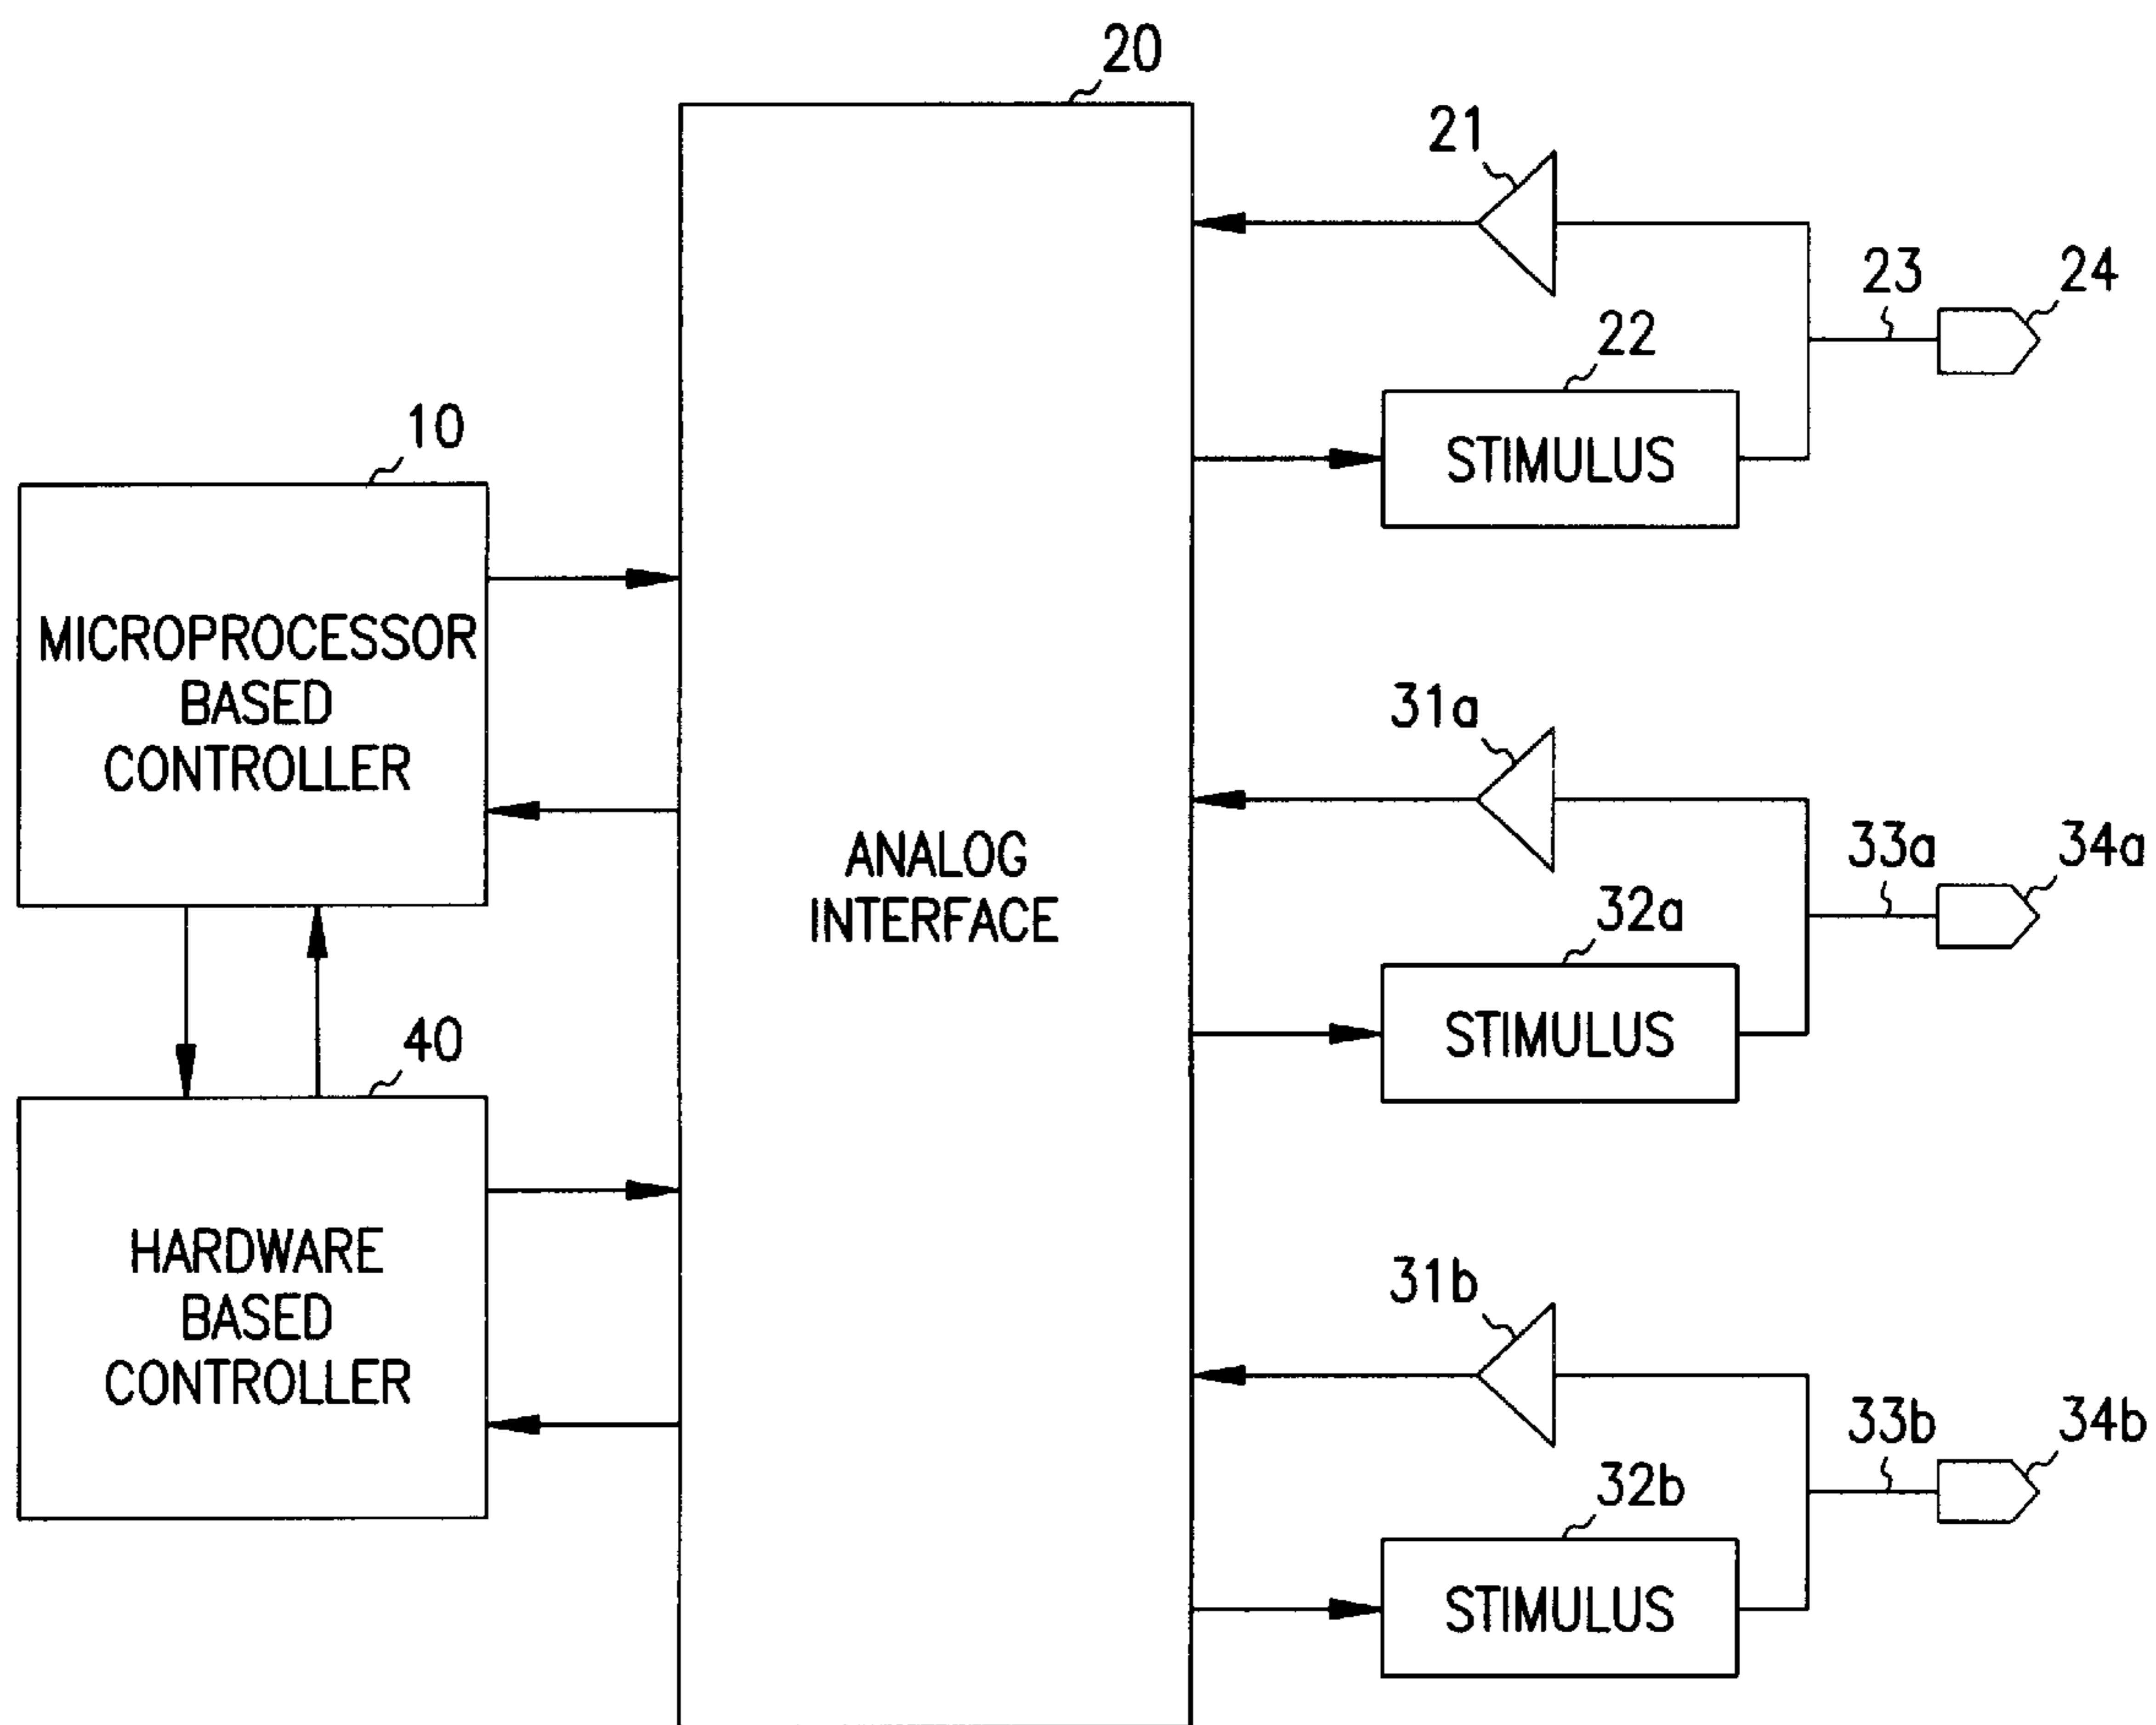 20
21
23
24
22
STIMULUS
10
MICROPROCESSOR
BASED
CONTROLLER
31a
33a
34a
ANALOG
INTERFACE
32a
STIMULUS
40
HARDWARE
BASED
CONTROLLER
31b
33b
34b
32b
STIMULUS